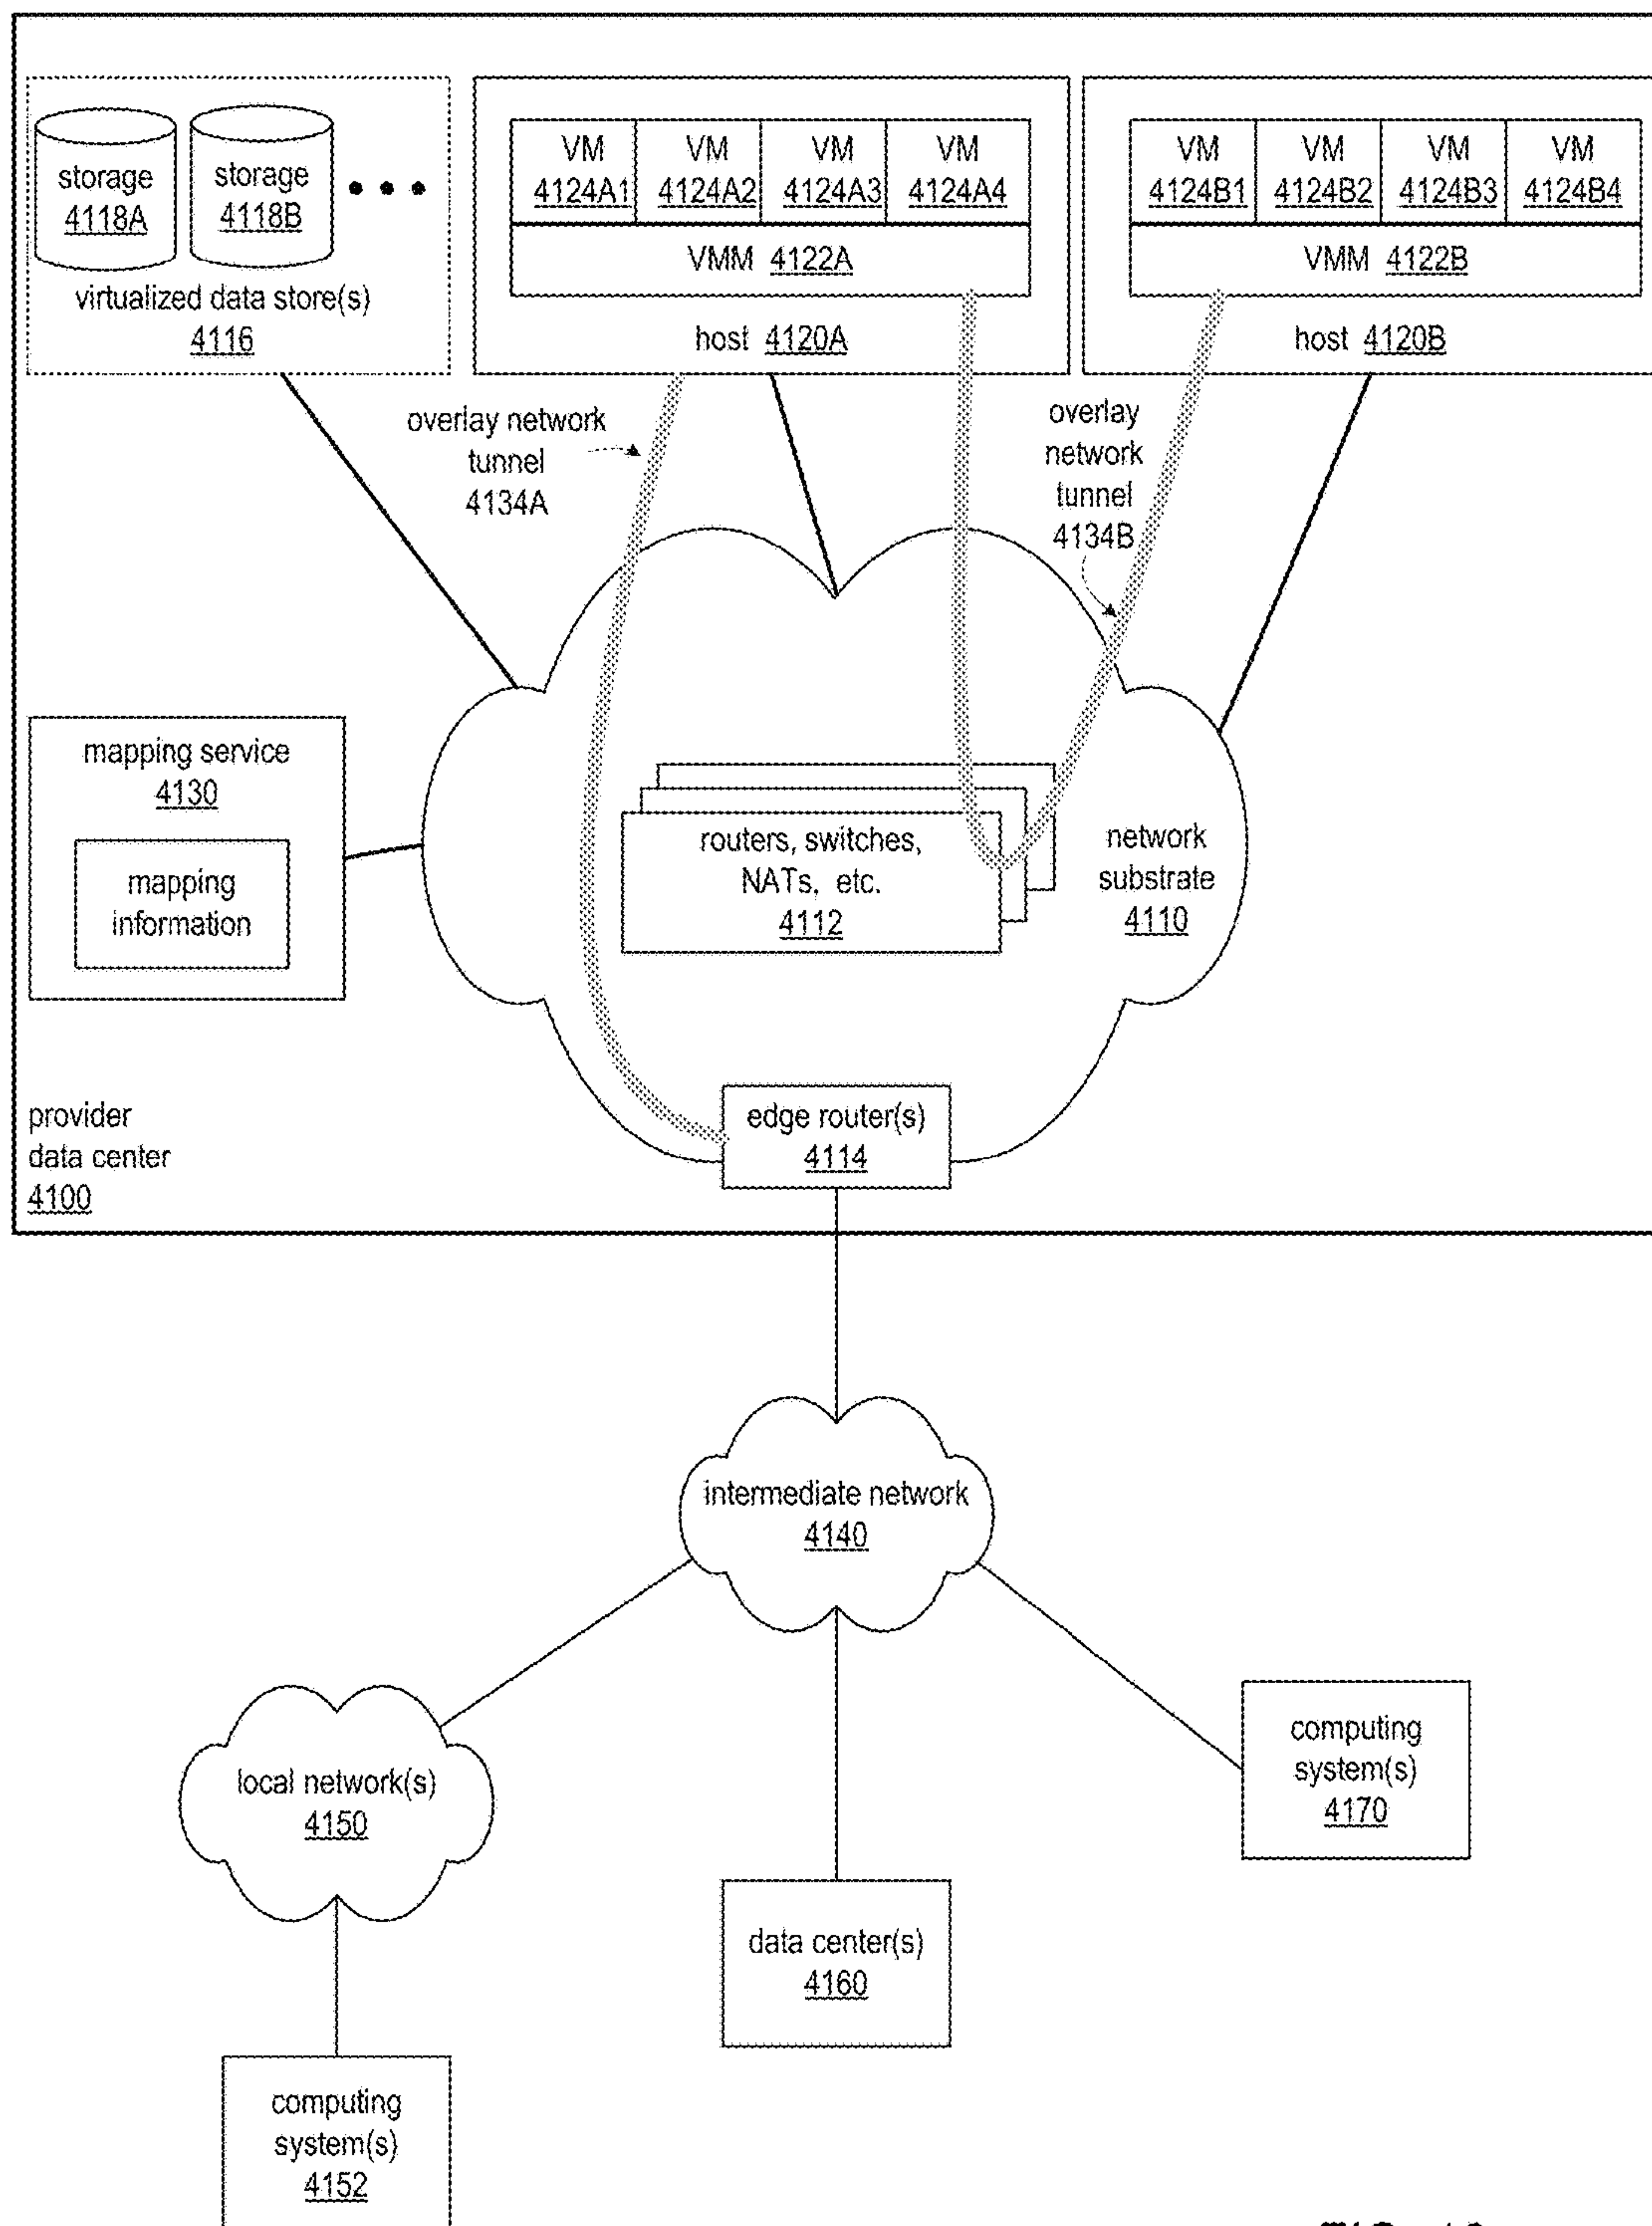 storage
4118A
storage
4118B
virtualized data store(s)
4116
VM
4124A1
VM
4124A2
VM
4124A3
VM
4124A4
VMM 4122A
host 4120A
VM
4124B1
VM
4124B2
VM
4124B3
VM
4124B4
VMM 4122B
host 4120B
overlay network
tunnel
4134A
overlay
network
tunnel
4134B
mapping service
4130
mapping
information
routers, switches,
NATs, etc.
4112
network
substrate
4110
provider
data center
4100
edge router(s)
4114
intermediate network
4140
local network(s)
4150
computing
system(s)
4170
data center(s)
4160
computing
system(s)
4152